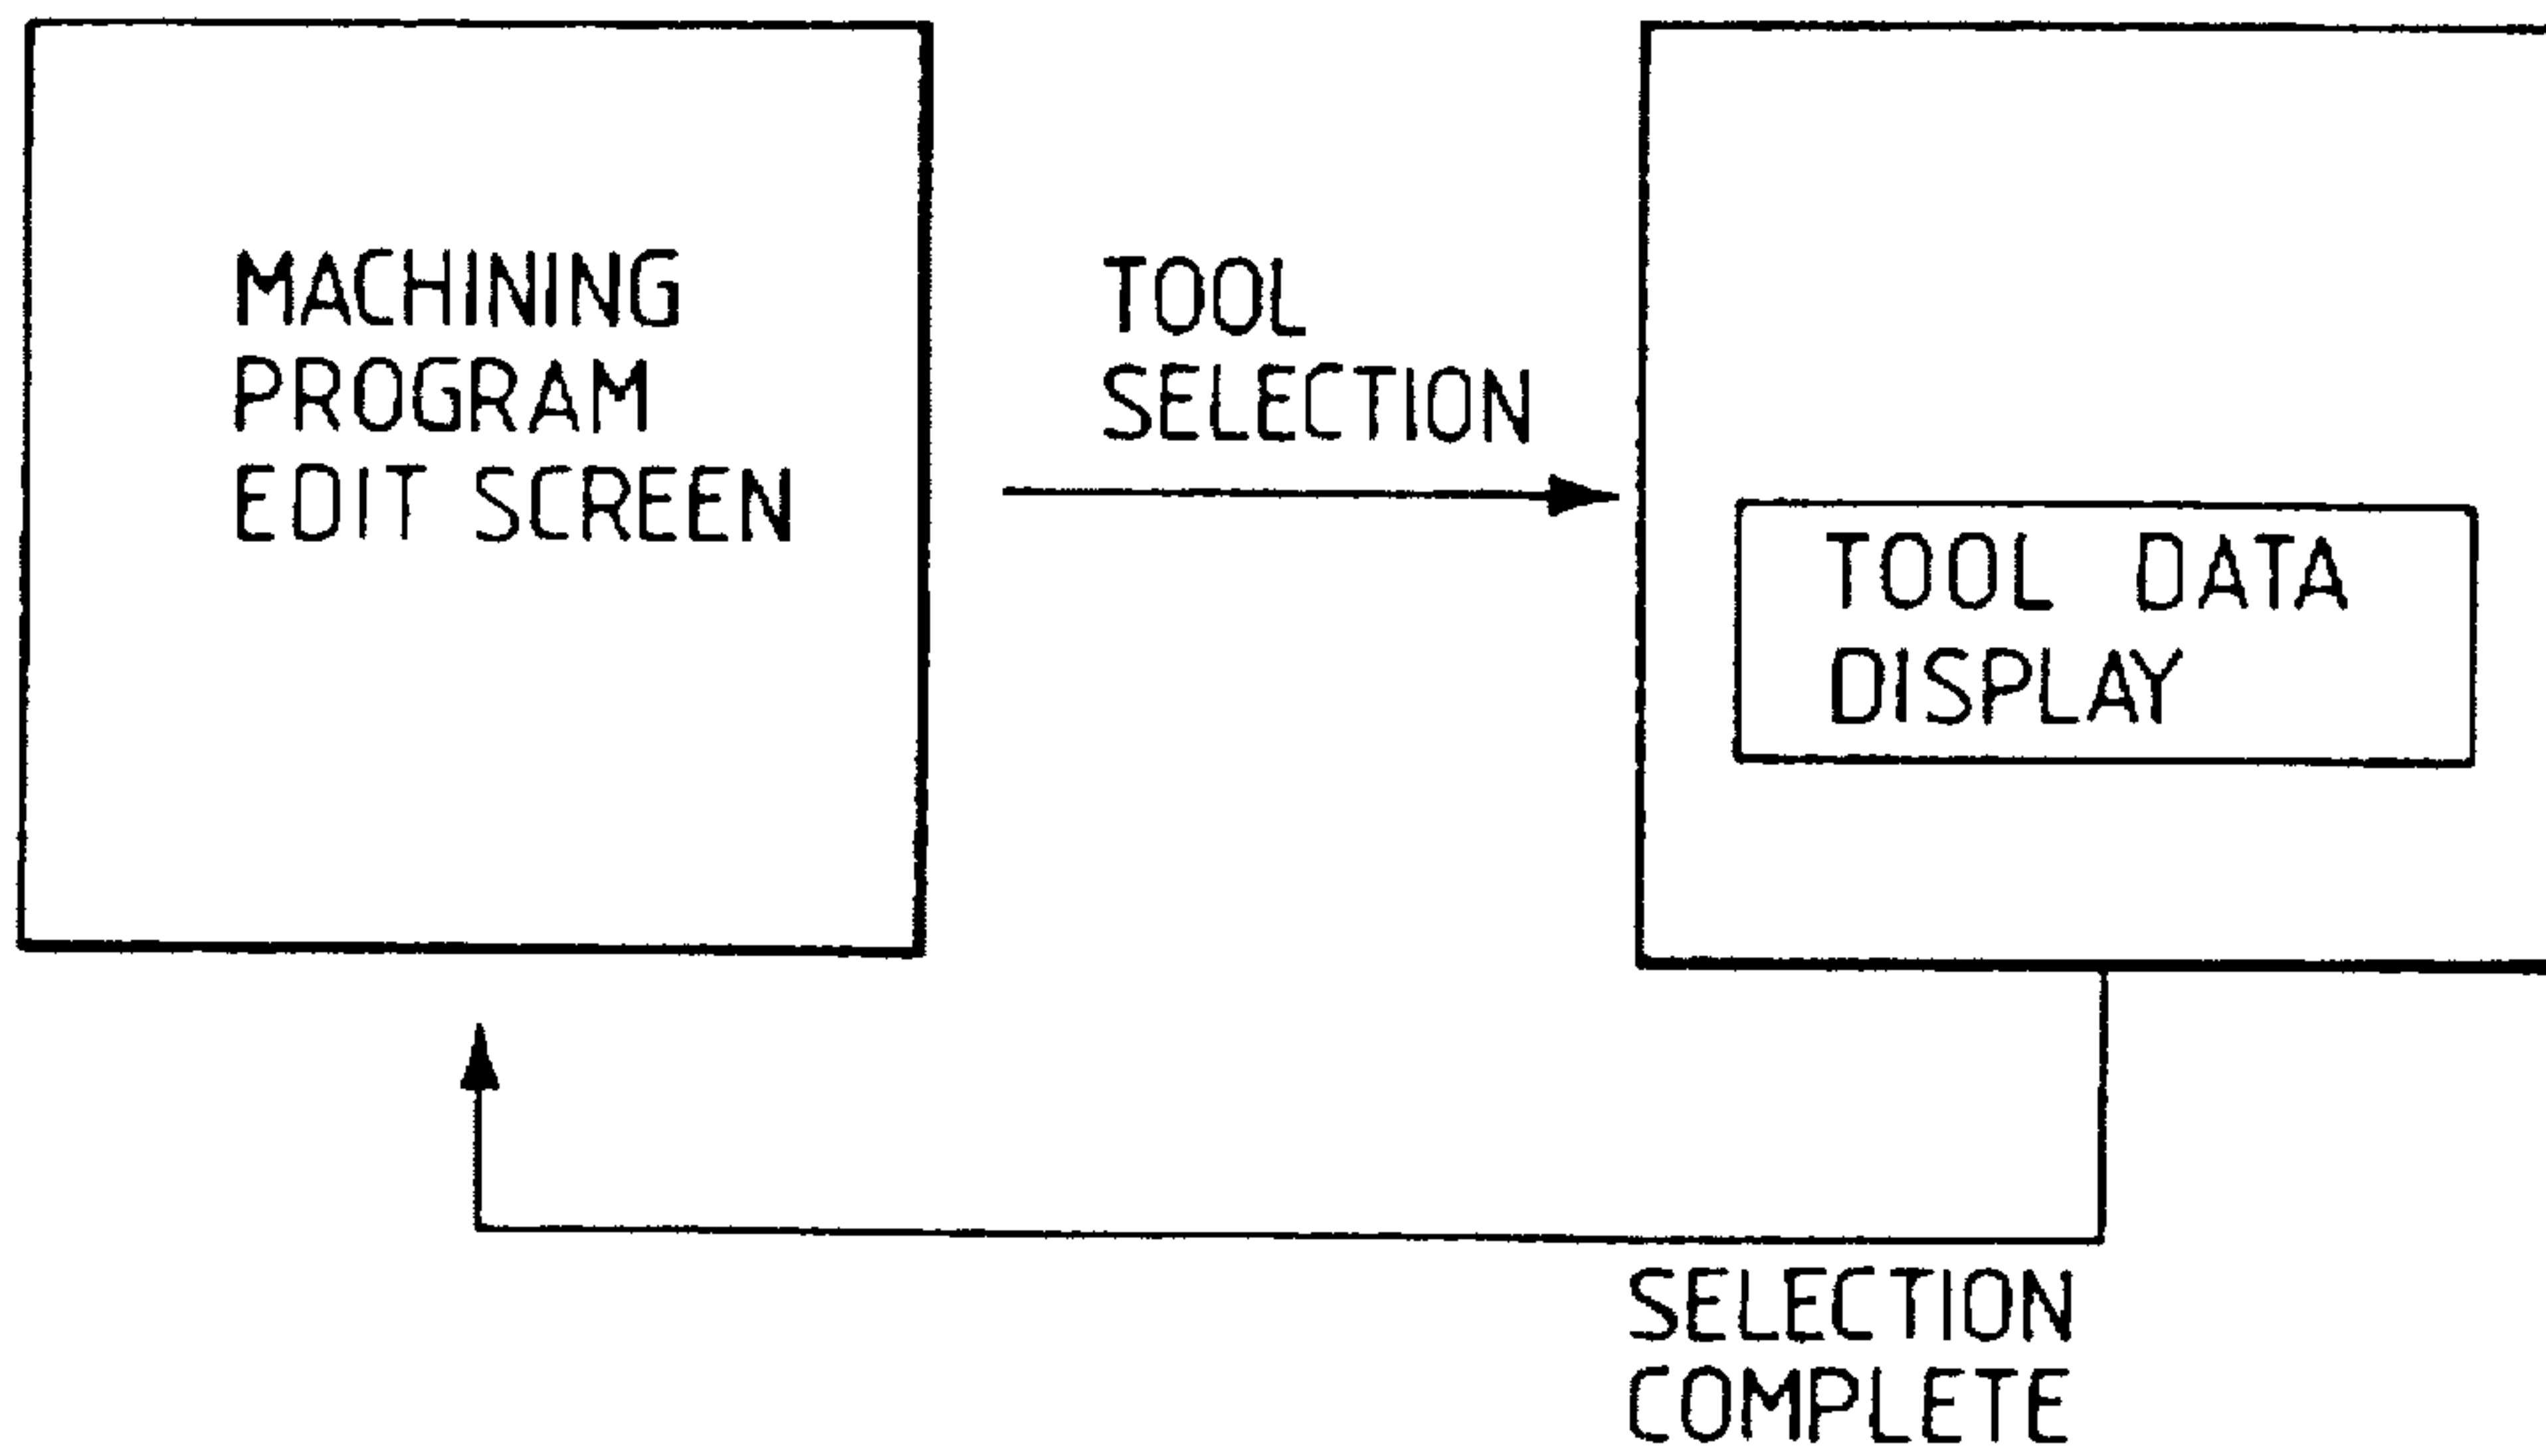 MACHINING
PROGRAM
EDIT SCREEN
TOOL
SELECTION
TOOL DATA
DISPLAY
SELECTION
COMPLETE